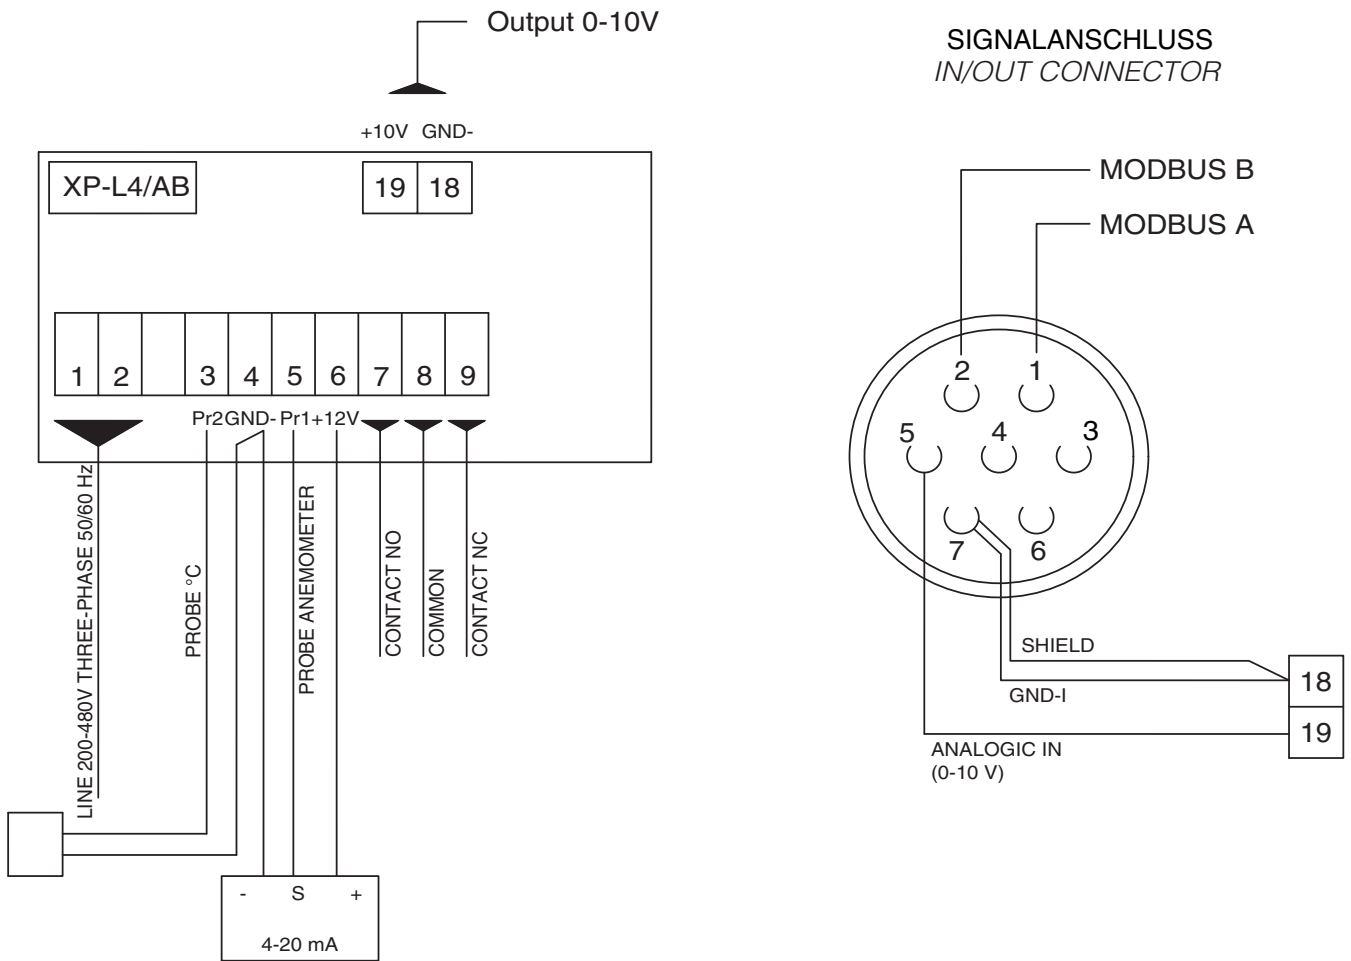 Output 0-10V
+10V GND-
XP-L4/AB
19 18
1 2 3 4 5 6 7 8 9
Pr2GND- Pr1+12V
LINE 200-480V THREE-PHASE 50/60 Hz
PROBE °C
PROBE ANEMOMETER
CONTACT NO
COMMON
CONTACT NC
- S +
4-20 mA
SIGNALANSCHLUSS
IN/OUT CONNECTOR
MODBUS B
MODBUS A
2 1
5 4 3
7 6
SHIELD
GND-I
18
19
ANALOGIC IN
(0-10 V)